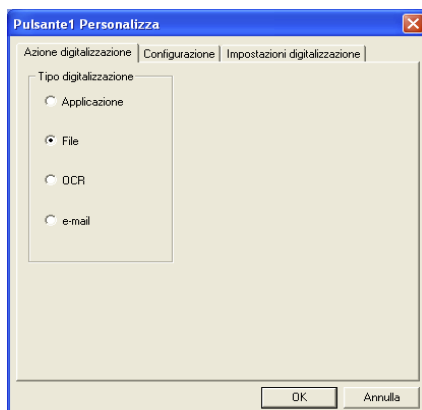 Pulsante1 Personalizza
Azione digitalizzazione Configurazione Impostazioni digitalizzazione
Tipo digitalizzazione
Applicazione
File
OCR
e-mail
OK Annulla